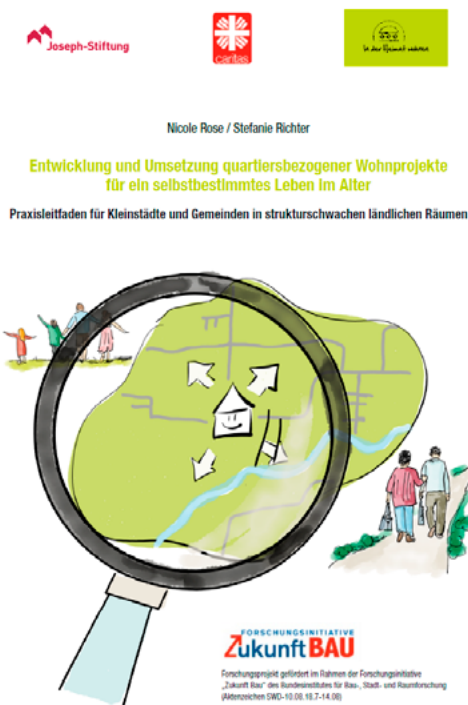 Joseph-Stiftung
caritas
In der Heimat wohnen
Nicole Rose / Stefanie Richter
Entwicklung und Umsetzung quartiersbezogener Wohnprojekte
für ein selbstbestimmtes Leben im Alter
Praxisleitfaden für Kleinstädte und Gemeinden in strukturschwachen ländlichen Räumen
FORSCHUNGSINITIATIVE
Zukunft BAU
Forschungsprojekt gefördert im Rahmen der Forschungsinitiative
„Zukunft Bau“ des Bundesinstitutes für Bau-, Stadt- und Raumforschung
(Aktenzeichen SWD-10.08.18.7-14.08)